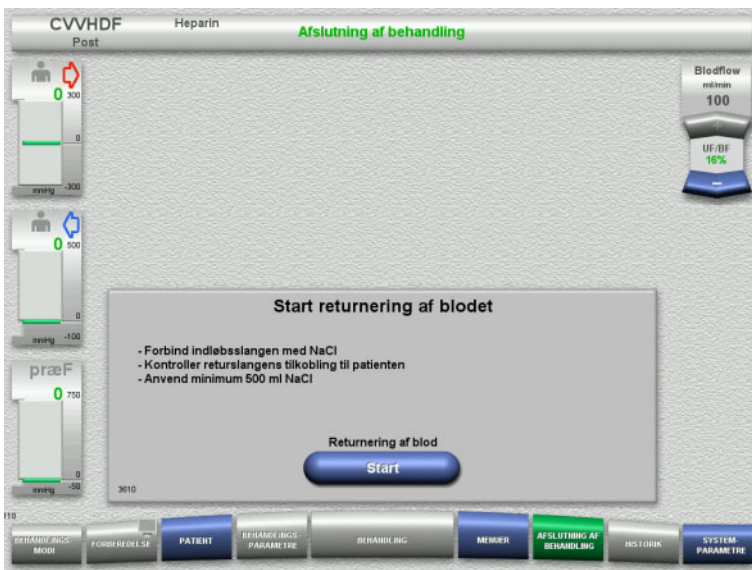 CVVHDF
Post
Heparin
Afslutning af behandling
0 300
0
mmHg -300
0 500
0
mmHg -100
præF
0 750
0
mmHg -50
Blodflow
ml/min
100
UF/BF
16%
Start returnering af blodet
- Forbind indløbsslangen med NaCl
- Kontroller returslangens tilkobling til patienten
- Anvend minimum 500 ml NaCl
Returnering af blod
Start
3610
BEHANDLINGS-
MODI
FORBEREDELSE
PATIENT
BEHANDLINGS-
PARAMETRE
BEHANDLING
MENUER
AFSLUTNING AF
BEHANDLING
HISTORIK
SYSTEM-
PARAMETRE